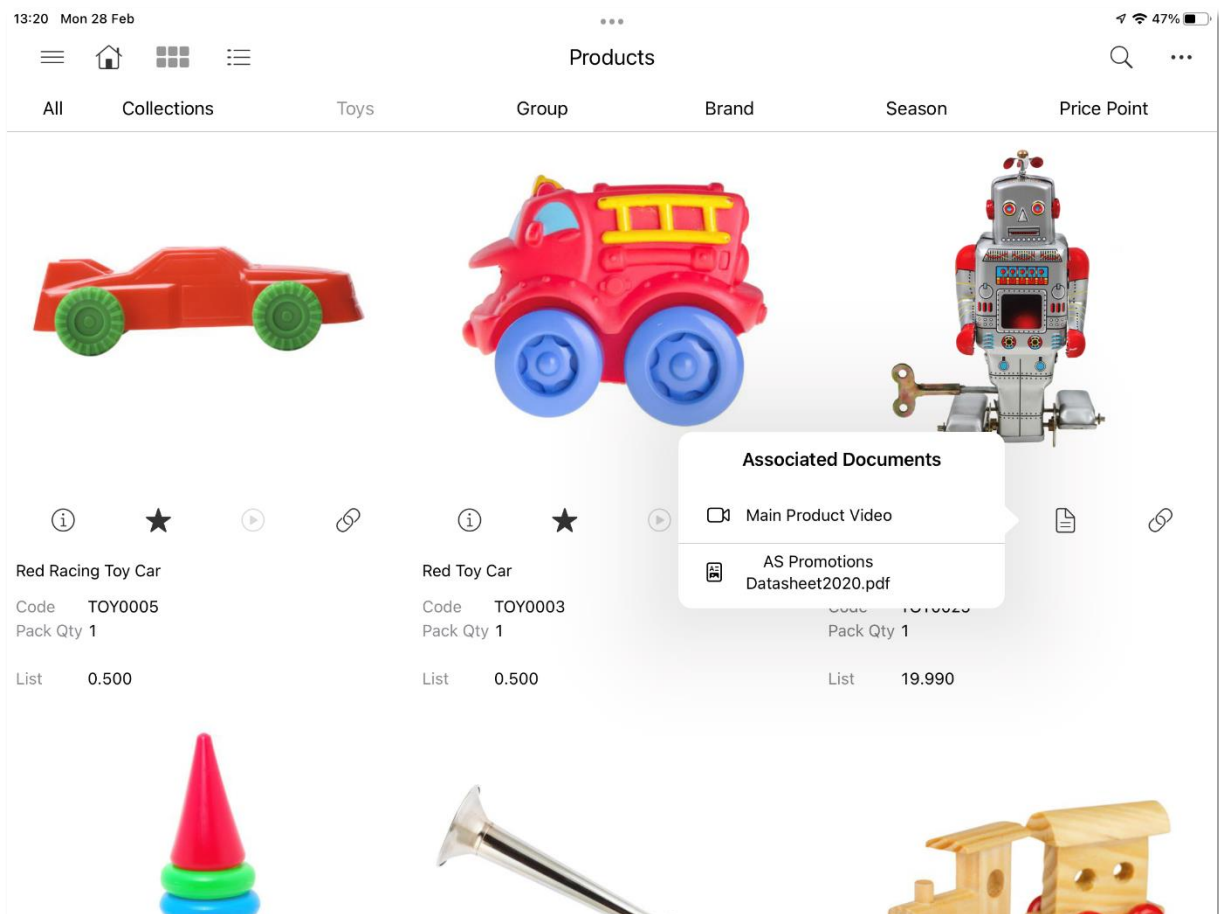 13:20 Mon 28 Feb
47%
Products
All Collections Toys Group Brand Season Price Point
Associated Documents
Main Product Video
AS Promotions
Datasheet2020.pdf
Red Racing Toy Car
Code TOY0005
Pack Qty 1
List 0.500
Red Toy Car
Code TOY0003
Pack Qty 1
List 0.500
Code
Pack Qty 1
List 19.990